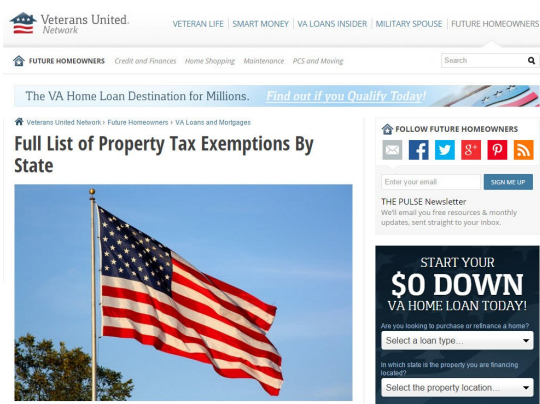 Veterans United.
Network
VETERAN LIFE | SMART MONEY | VA LOANS INSIDER | MILITARY SPOUSE | FUTURE HOMEOWNERS
FUTURE HOMEOWNERS Credit and Finances Home Shopping Maintenance PCS and Moving
Search
The VA Home Loan Destination for Millions. Find out if you Qualify Today!
Veterans United Network › Future Homeowners › VA Loans and Mortgages
Full List of Property Tax Exemptions By
State
FOLLOW FUTURE HOMEOWNERS
Enter your email
SIGN ME UP
THE PULSE Newsletter
We'll email you free resources & monthly
updates, sent straight to your inbox.
START YOUR
$0 DOWN
VA HOME LOAN TODAY!
Are you looking to purchase or refinance a home?
Select a loan type...
In which state is the property you are financing
located?
Select the property location...